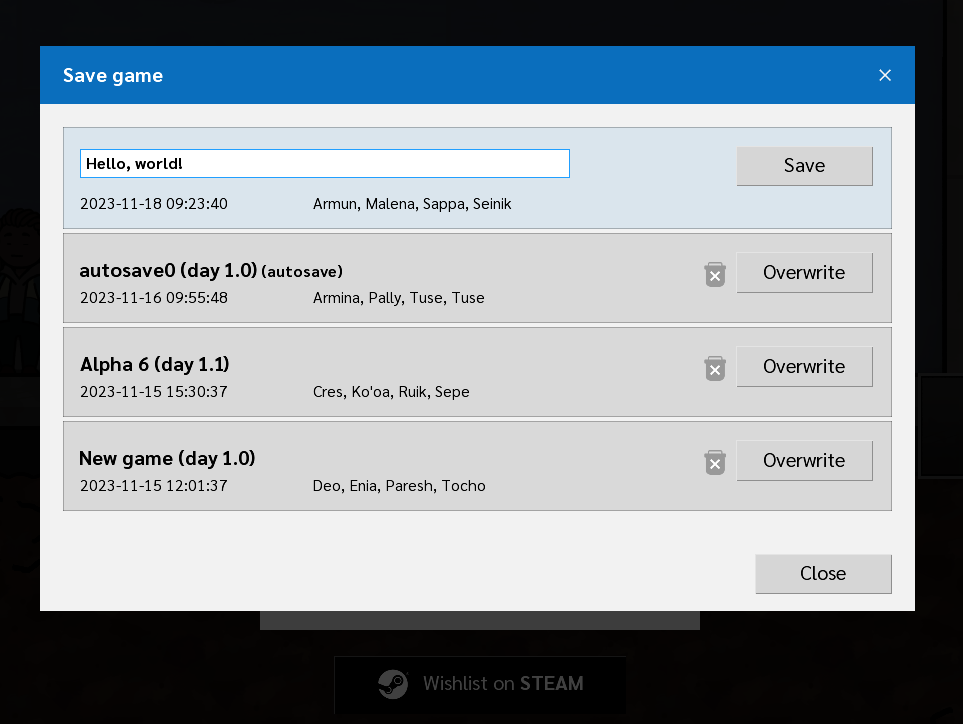 Save game
Hello, world!
Save
2023-11-18 09:23:40 Armun, Malena, Sappa, Seinik
autosave0 (day 1.0) (autosave)
Overwrite
2023-11-16 09:55:48 Armina, Pally, Tuse, Tuse
Alpha 6 (day 1.1)
Overwrite
2023-11-15 15:30:37 Cres, Ko'oa, Ruik, Sepe
New game (day 1.0)
Overwrite
2023-11-15 12:01:37 Deo, Enia, Paresh, Tocho
Close
Wishlist on STEAM